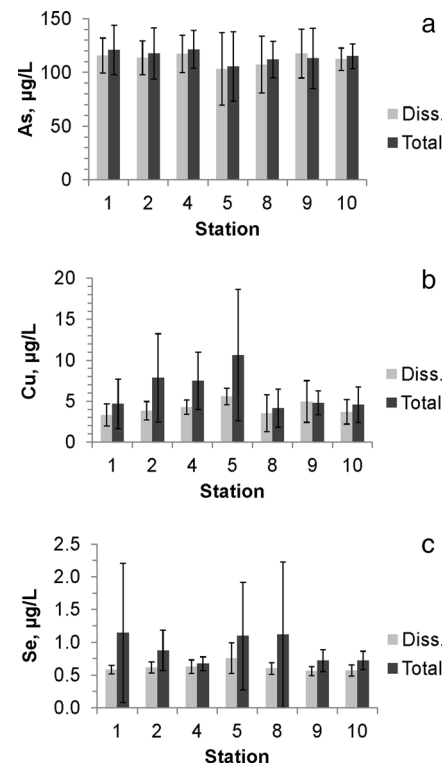 a
As, µg/L
150
100
50
0
1 2 4 5 8 9 10
Station
Diss.
Total
b
Cu, µg/L
20
15
10
5
0
1 2 4 5 8 9 10
Station
Diss.
Total
c
Se, µg/L
2.5
2.0
1.5
1.0
0.5
0.0
1 2 4 5 8 9 10
Station
Diss.
Total